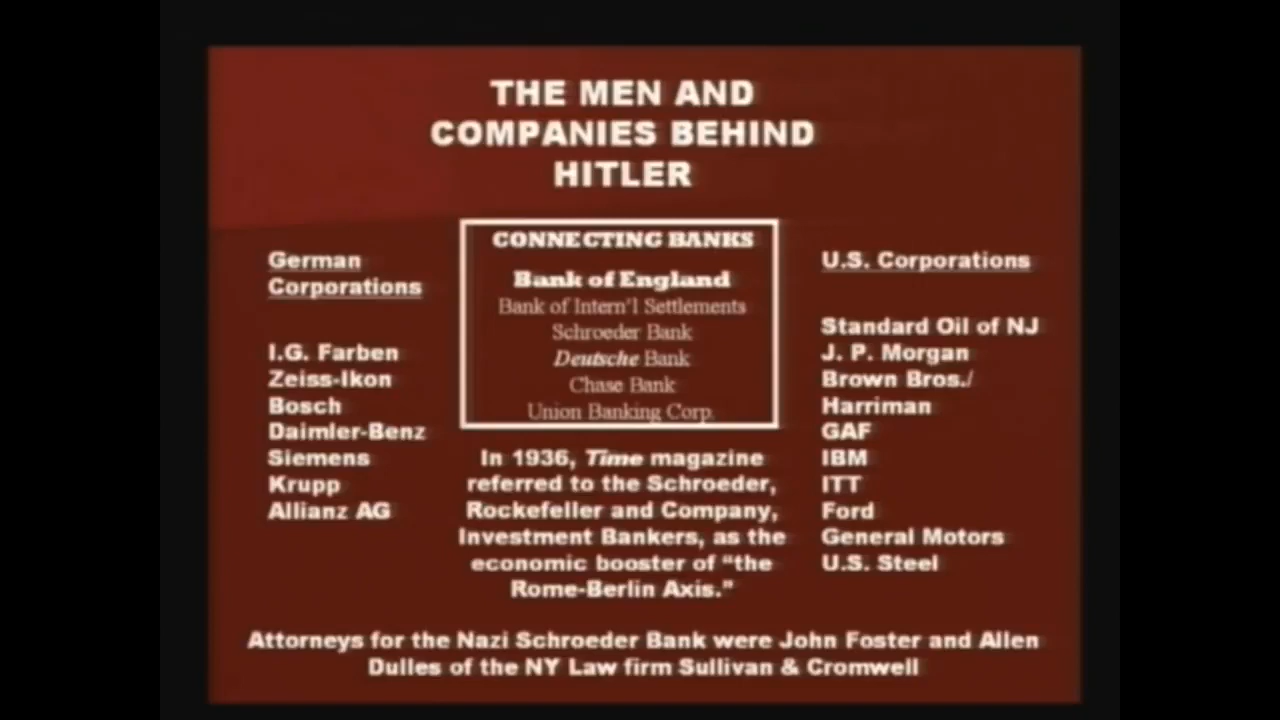 THE MEN AND
COMPANIES BEHIND
HITLER
German
Corporations
I.G. Farben
Zeiss-Ikon
Bosch
Daimler-Benz
Siemens
Krupp
Allianz AG
CONNECTING BANKS
Bank of England
Bank of Intern'l Settlements
Schroeder Bank
Deutsche Bank
Chase Bank
Union Banking Corp.
In 1936, Time magazine
referred to the Schroeder,
Rockefeller and Company,
Investment Bankers, as the
economic booster of “the
Rome-Berlin Axis.”
U.S. Corporations
Standard Oil of NJ
J. P. Morgan
Brown Bros./
Harriman
GAF
IBM
ITT
Ford
General Motors
U.S. Steel
Attorneys for the Nazi Schroeder Bank were John Foster and Allen
Dulles of the NY Law firm Sullivan & Cromwell